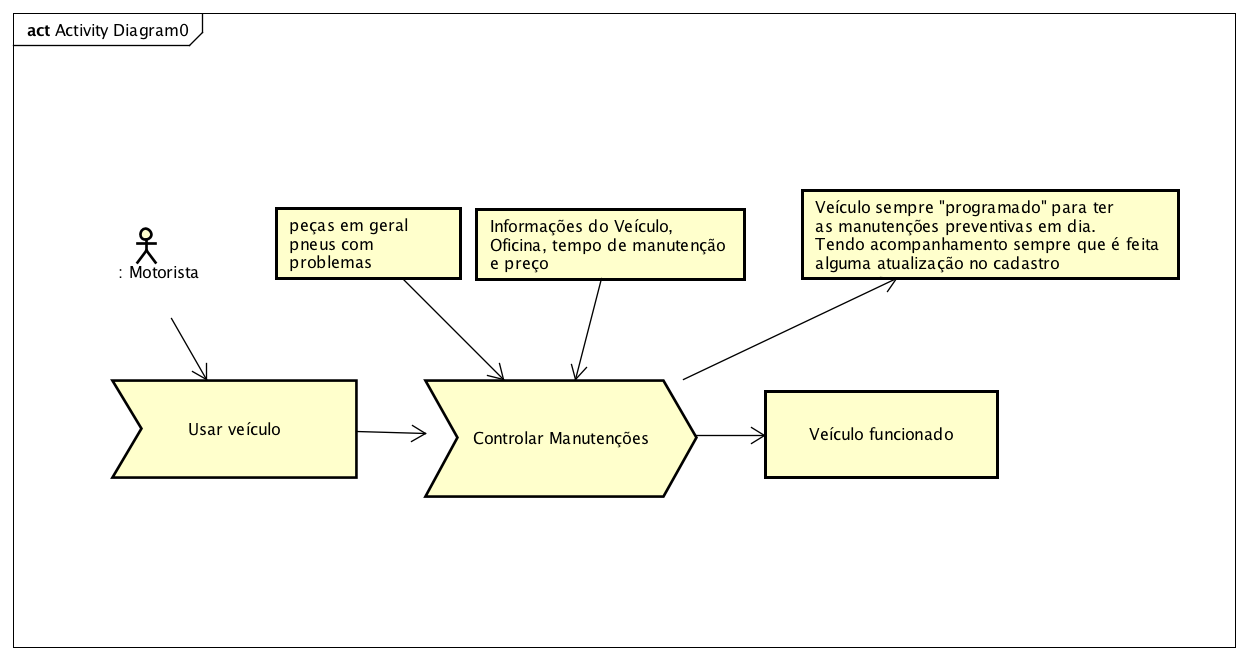 act Activity Diagram0
: Motorista
peças em geral
pneus com
problemas
Informações do Veículo,
Oficina, tempo de manutenção
e preço
Veículo sempre "programado" para ter
as manutenções preventivas em dia.
Tendo acompanhamento sempre que é feita
alguma atualização no cadastro
Usar veículo
Controlar Manutenções
Veículo funcionado